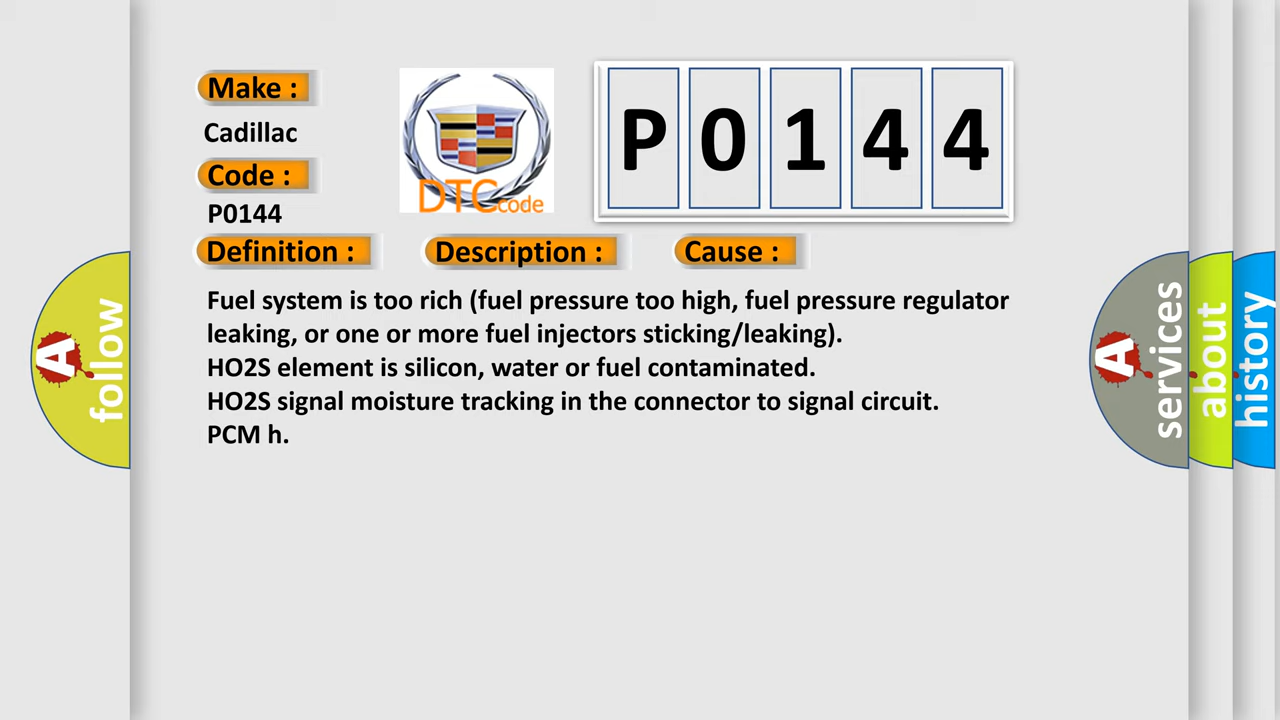 Make :
Cadillac
Code :
P0144
DTC code
P 0 1 4 4
Definition :
Description :
Cause :
Fuel system is too rich (fuel pressure too high, fuel pressure regulator
leaking, or one or more fuel injectors sticking/leaking).
HO2S element is silicon, water or fuel contaminated.
HO2S signal moisture tracking in the connector to signal circuit.
PCM h.
A follow
A services
about
history